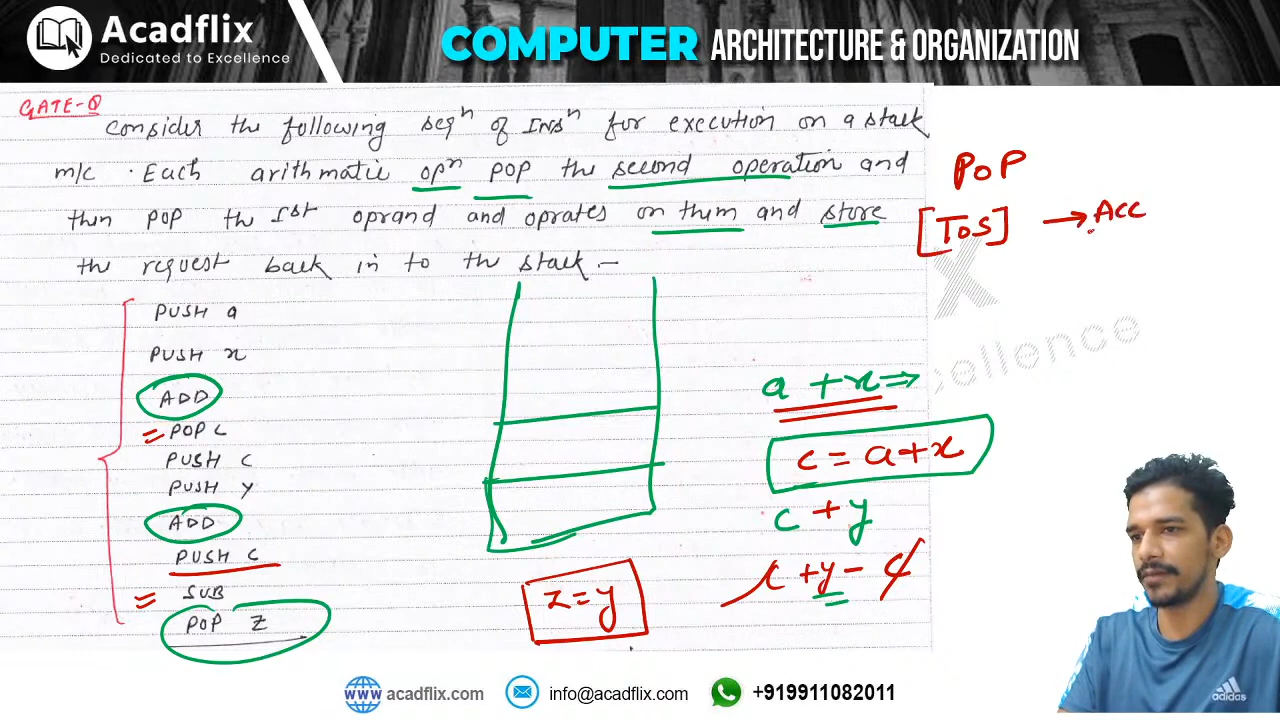 Acadflix
Dedicated to Excellence
COMPUTER ARCHITECTURE & ORGANIZATION
GATE-Q
Consider the following seqⁿ of INSⁿ for execution on a stack
m/c . Each arithmatic opⁿ POP the second operation and
then POP the Ist oprand and oprates on them and store
the request back in to the stack :-
PUSH a
PUSH x
ADD
POP c
PUSH c
PUSH y
ADD
PUSH c
SUB
POP Z
z = y
a + x ⇒
c = a + x
c + y
c + y - c
POP
[TOS] → Acc
X
cellence
adidas
acadflix.com
info@acadflix.com
+919911082011